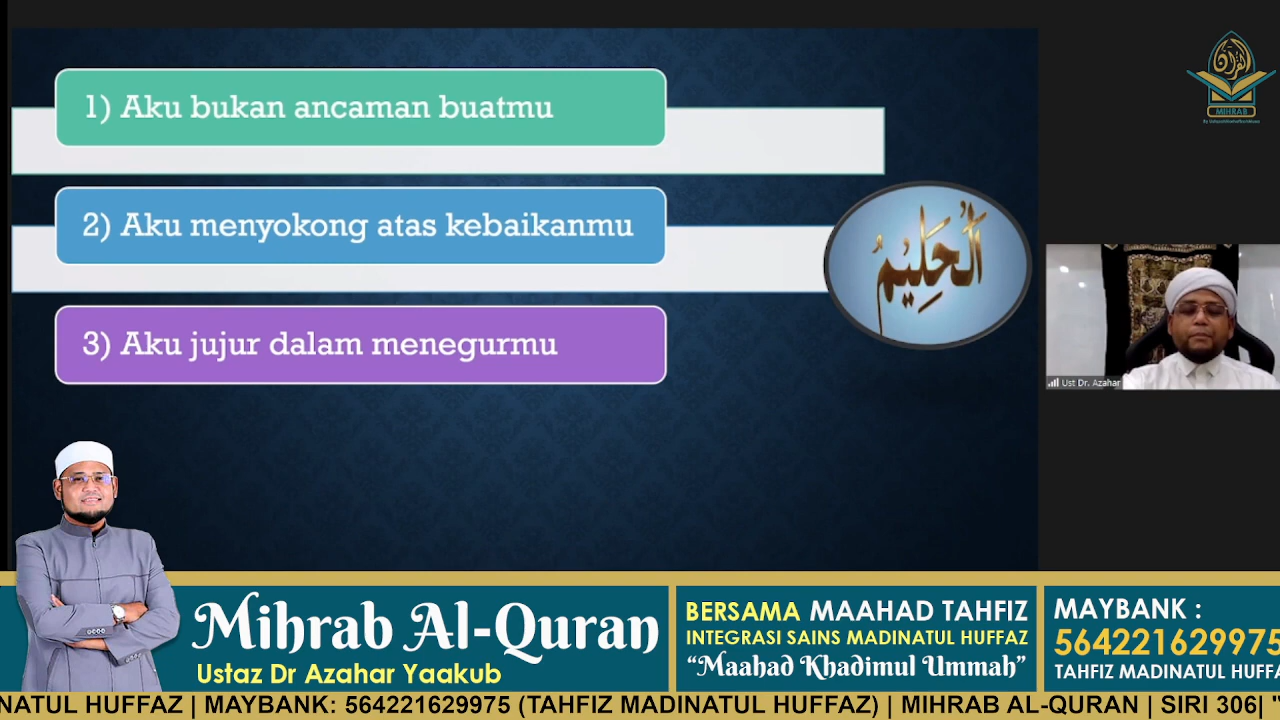 1) Aku bukan ancaman buatmu
2) Aku menyokong atas kebaikanmu
3) Aku jujur dalam menegurmu
الْحَلِيْمُ
القرآن
MIHRAB
Ust Dr. Azahar
Mihrab Al-Quran
Ustaz Dr Azahar Yaakub
BERSAMA MAAHAD TAHFIZ
INTEGRASI SAINS MADINATUL HUFFAZ
“Maahad Khadimul Ummah”
MAYBANK :
564221629975
TAHFIZ MADINATUL HUFFA
NATUL HUFFAZ | MAYBANK: 564221629975 (TAHFIZ MADINATUL HUFFAZ) | MIHRAB AL-QURAN | SIRI 306| "